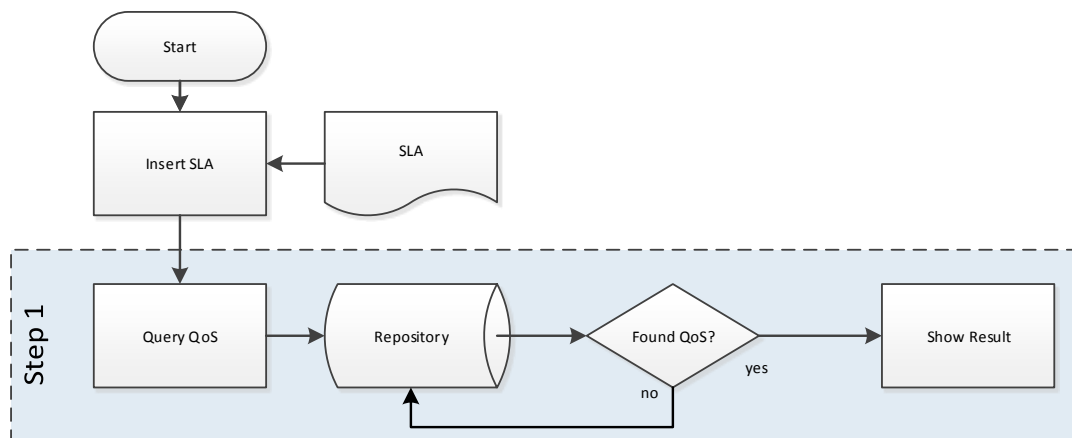 Start
Insert SLA
SLA
Step 1
Query QoS
Repository
Found QoS?
Show Result
yes
no